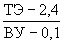 ТЭ – 2,4
ВУ – 0,1